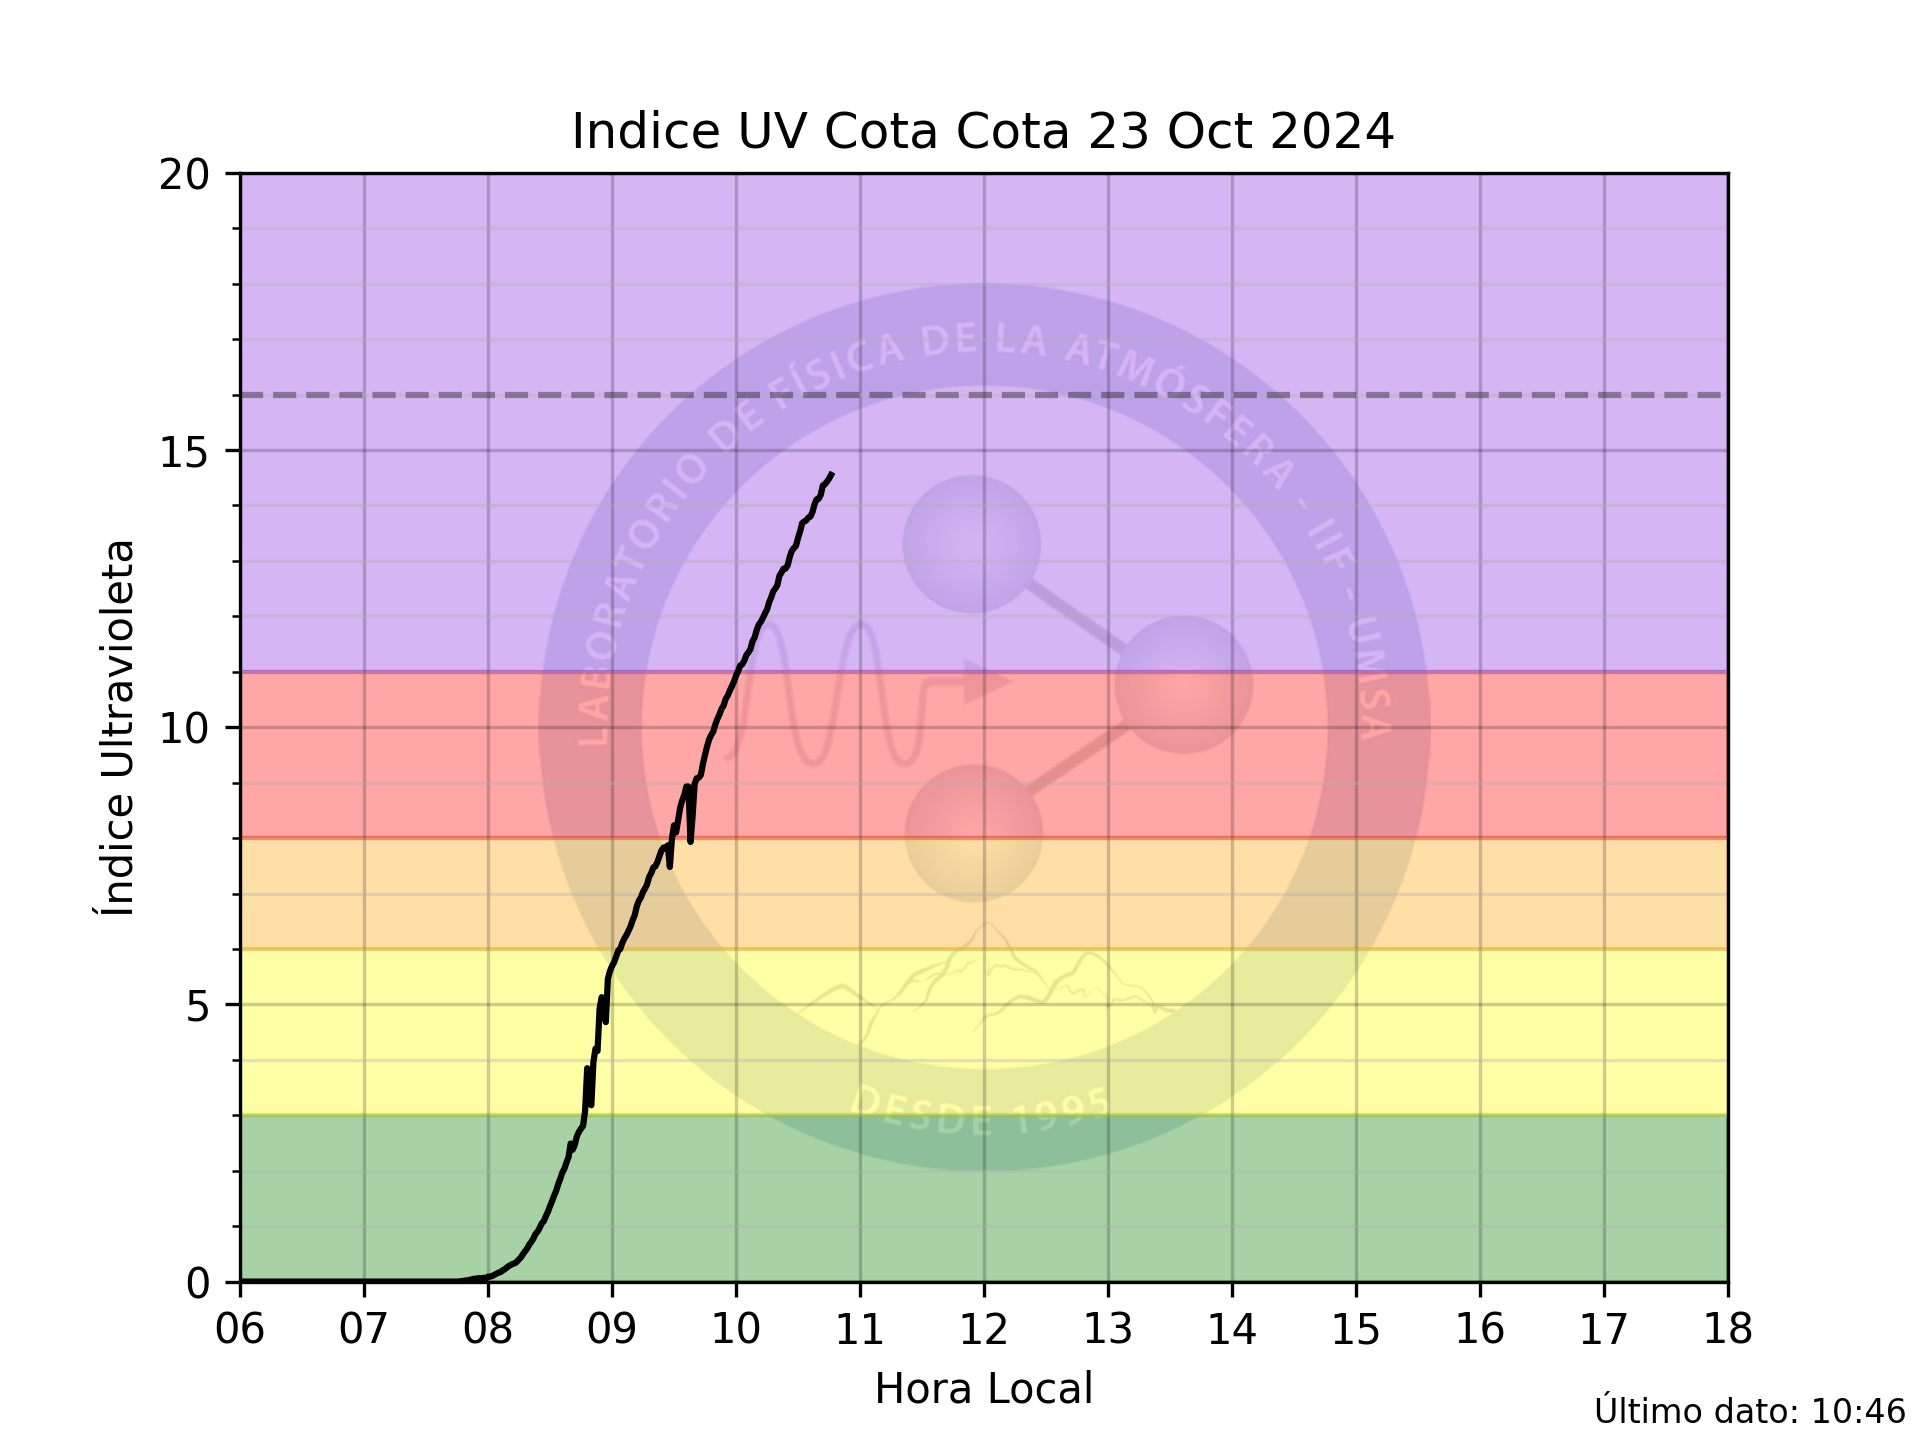 Indice UV Cota Cota 23 Oct 2024
20
15
10
5
0
Índice Ultravioleta
LABORATORIO DE FÍSICA DE LA ATMÓSFERA - IIF - UMSA
DESDE 1995
06 07 08 09 10 11 12 13 14 15 16 17 18
Hora Local
Último dato: 10:46